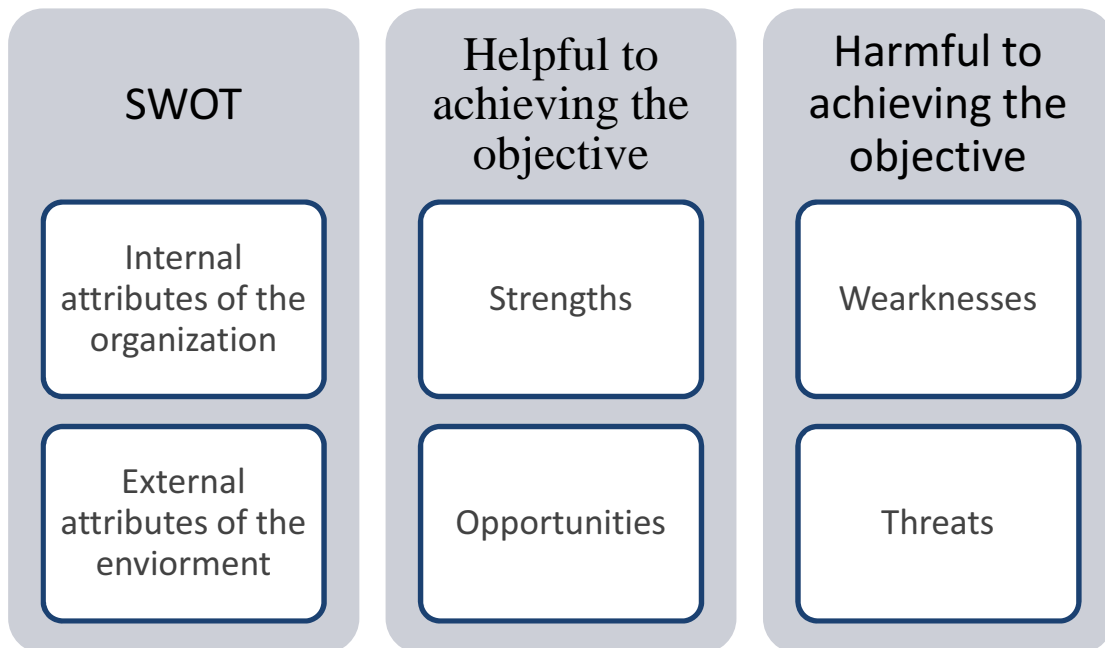 SWOT
Internal
attributes of the
organization
External
attributes of the
enviorment
Helpful to
achieving the
objective
Strengths
Opportunities
Harmful to
achieving the
objective
Wearknesses
Threats